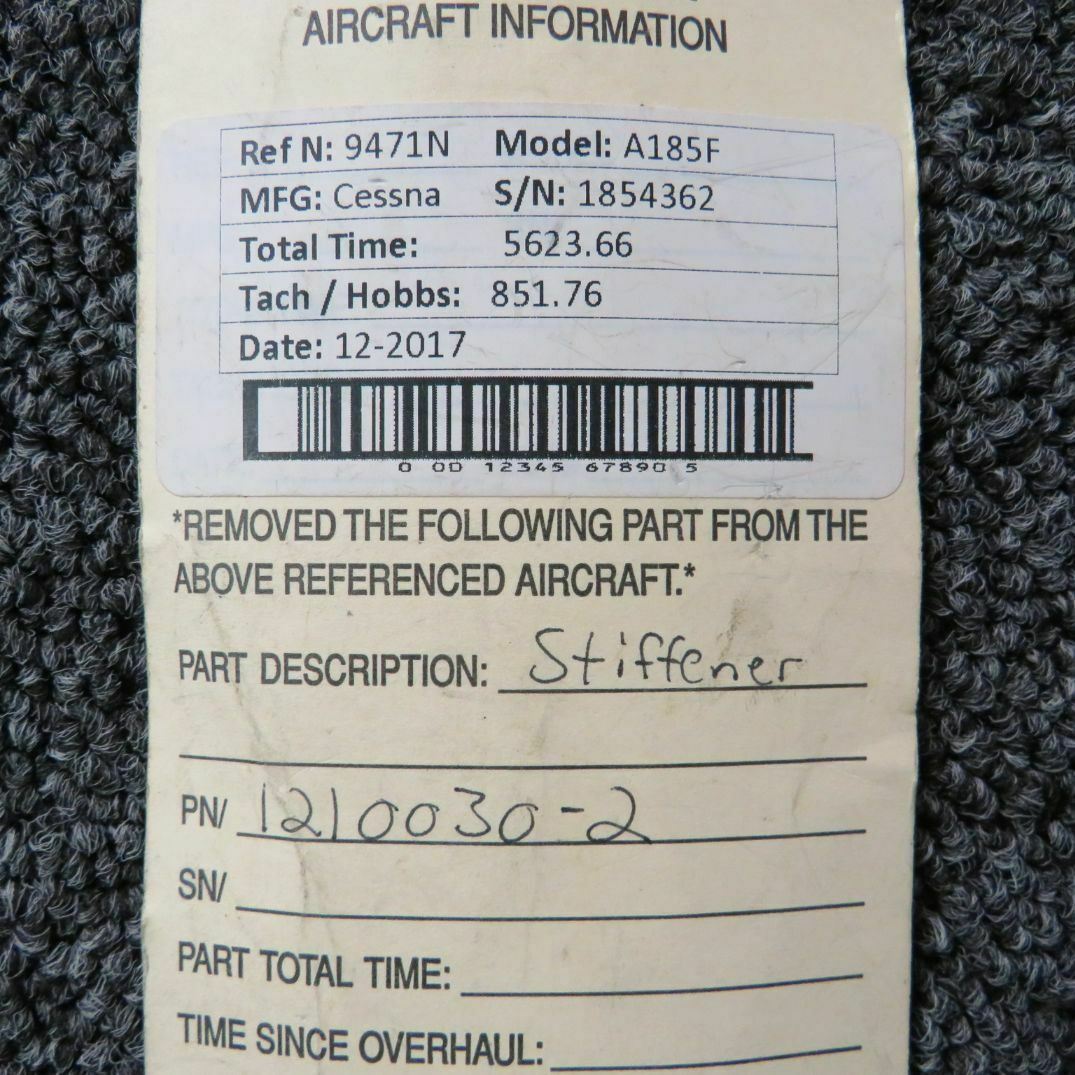 AIRCRAFT INFORMATION
Ref N: 9471N Model: A185F
MFG: Cessna S/N: 1854362
Total Time: 5623.66
Tach / Hobbs: 851.76
Date: 12-2017
0 00 12345 67890 5
*REMOVED THE FOLLOWING PART FROM THE
ABOVE REFERENCED AIRCRAFT.*
PART DESCRIPTION: Stiffener
PN/ 1210030-2
SN/
PART TOTAL TIME:
TIME SINCE OVERHAUL: